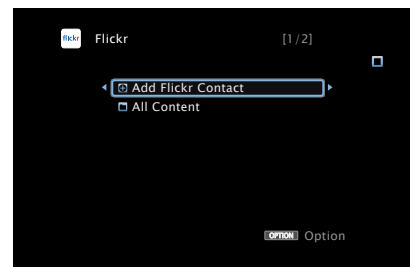 flickr Flickr [1/2]
Add Flickr Contact
All Content
OPTION Option